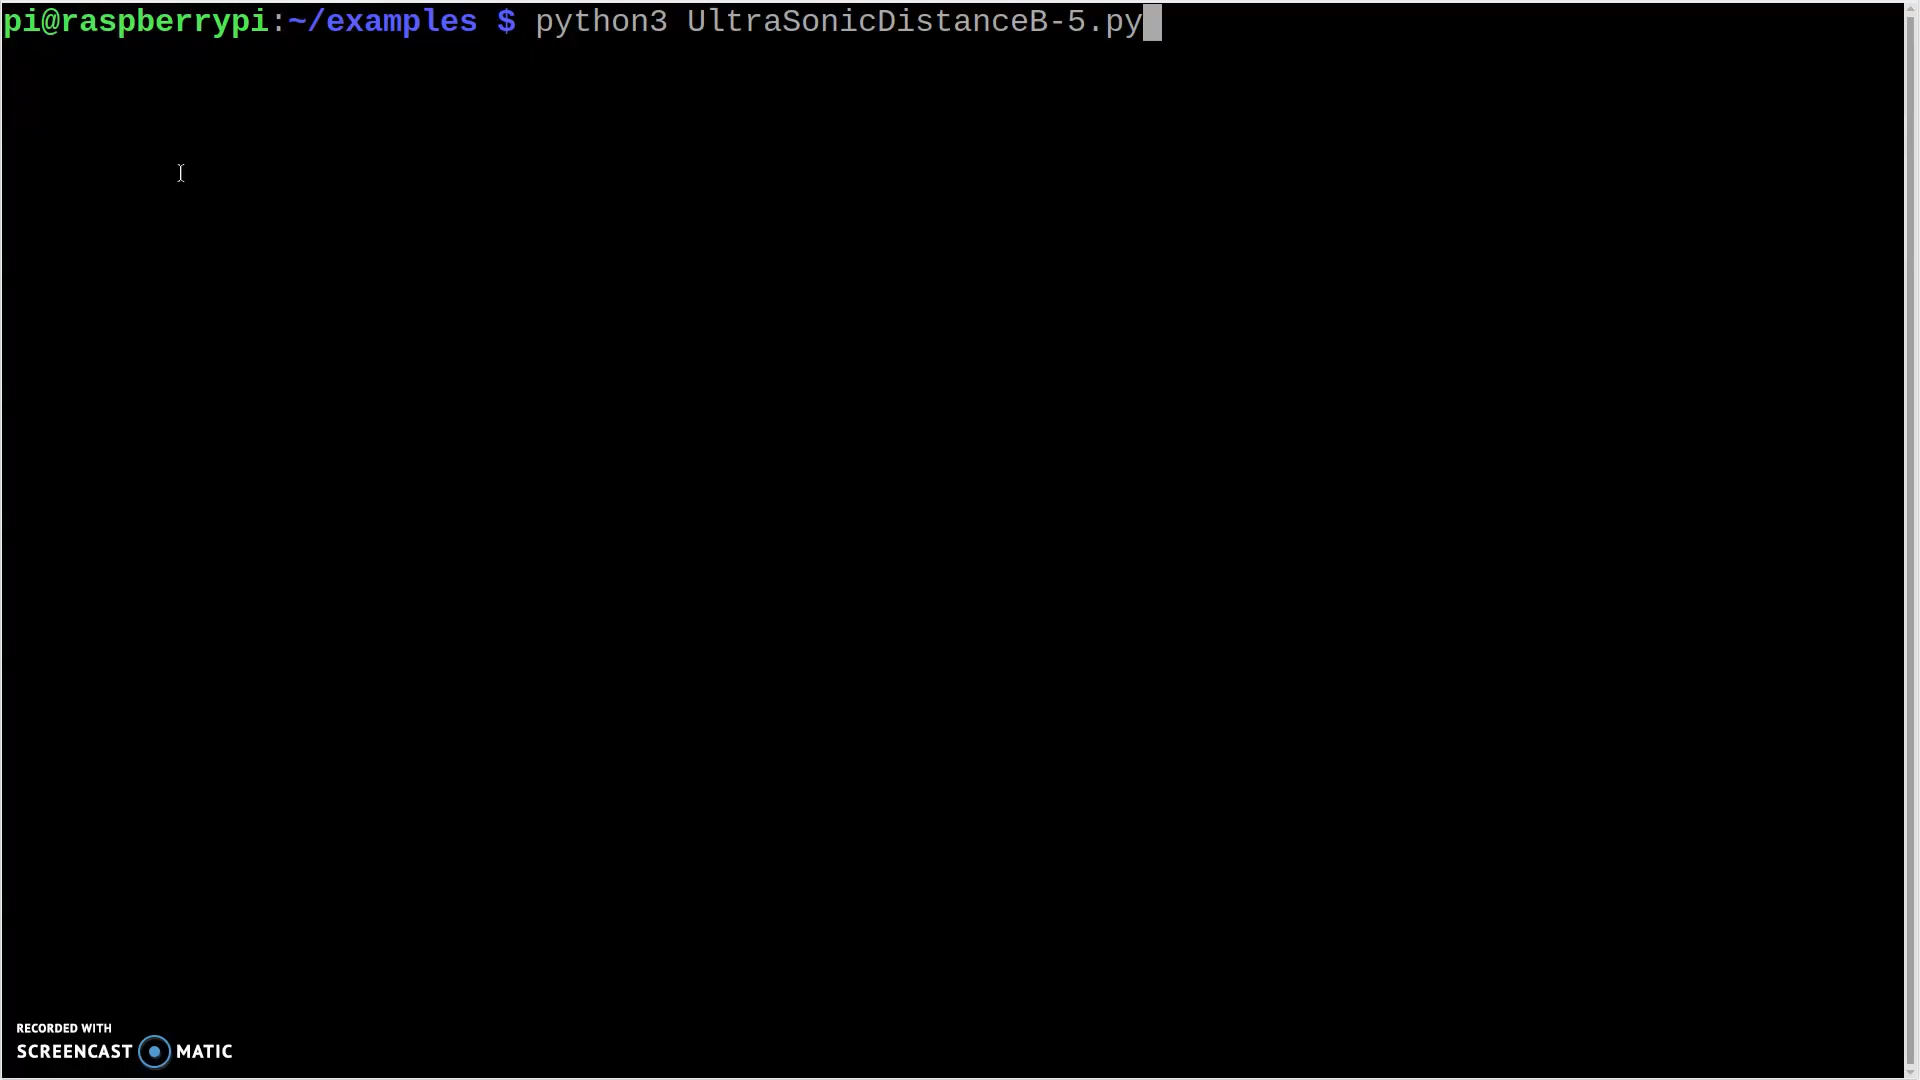 pi@raspberrypi:~/examples $ python3 UltraSonicDistanceB-5.py
RECORDED WITH
SCREENCAST MATIC